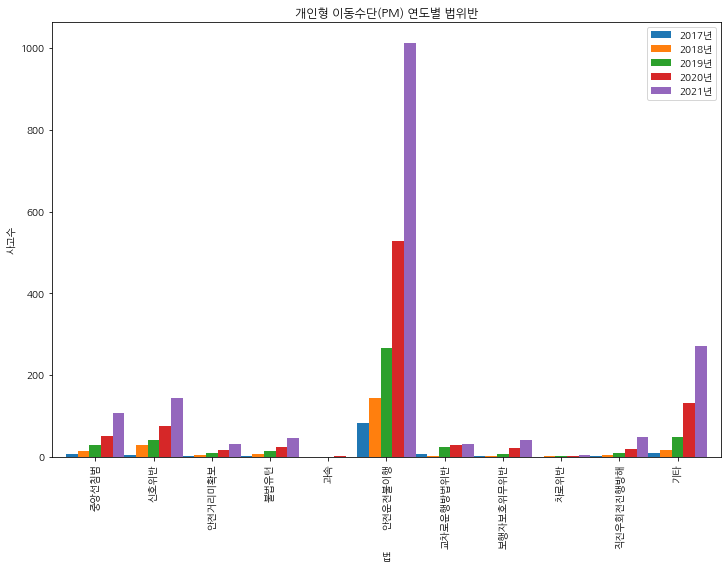 개인형 이동수단(PM) 연도별 법위반
2017년
2018년
2019년
2020년
2021년
사고수
1000
800
600
400
200
0
중앙선침범
신호위반
안전거리미확보
불법유턴
과속
안전운전불이행
교차로운행방법위반
보행자보호의무위반
차로위반
직진우회전진행방해
기타